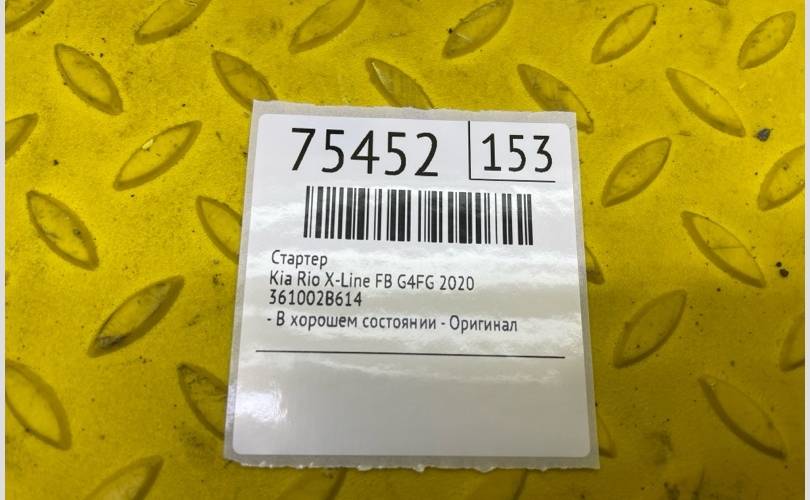 75452 153
Стартер
Kia Rio X-Line FB G4FG 2020
361002B614
- В хорошем состоянии - Оригинал